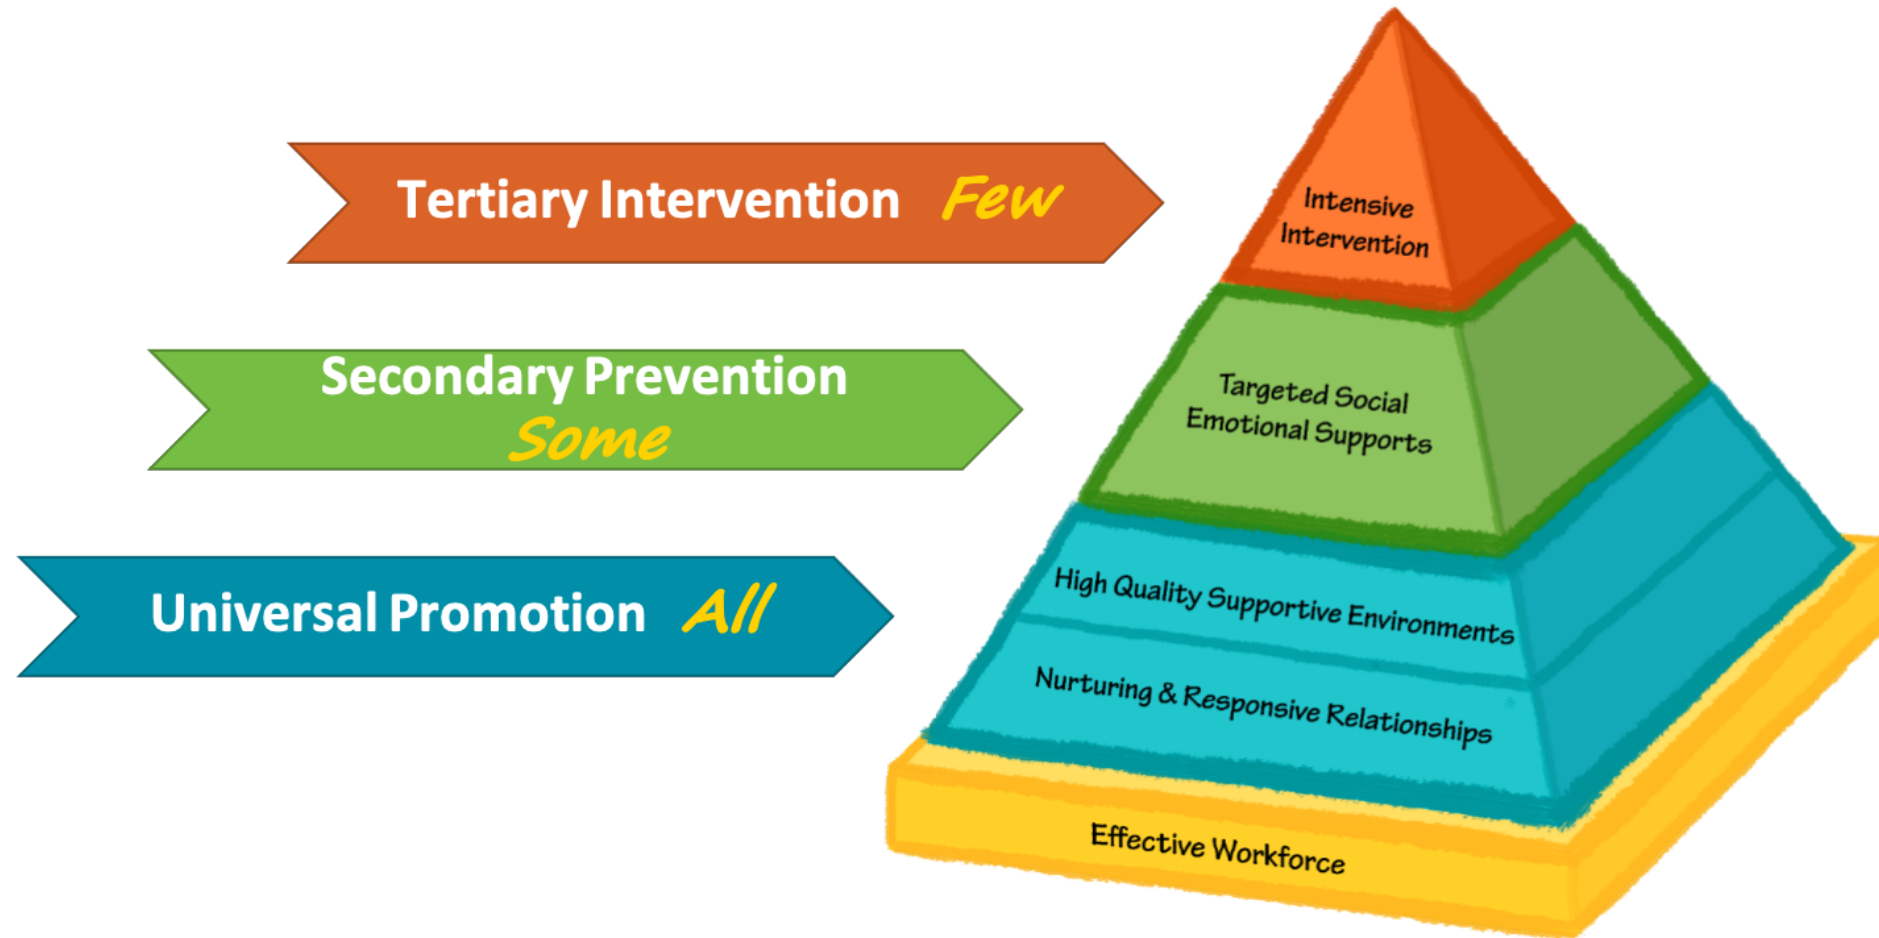 Tertiary Intervention Few
Secondary Prevention
Some
Universal Promotion All
Intensive
Intervention
Targeted Social
Emotional Supports
High Quality Supportive Environments
Nurturing & Responsive Relationships
Effective Workforce